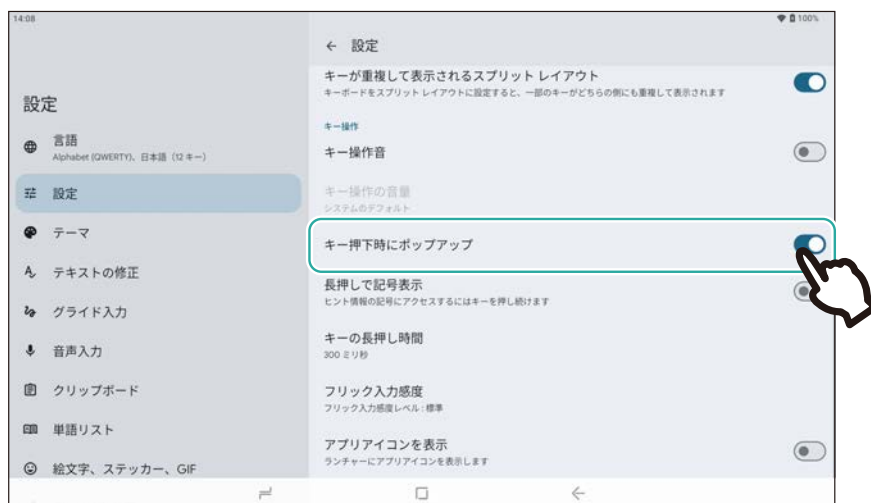 14:08
100%
設定
言語
Alphabet (QWERTY)、日本語（12 キー）
設定
テーマ
テキストの修正
グライド入力
音声入力
クリップボード
単語リスト
絵文字、ステッカー、GIF
← 設定
キーが重複して表示されるスプリット レイアウト
キーボードをスプリット レイアウトに設定すると、一部のキーがどちらの側にも重複して表示されます
キー操作
キー操作音
キー操作の音量
システムのデフォルト
キー押下時にポップアップ
長押しで記号表示
ヒント情報の記号にアクセスするにはキーを押し続けます
キーの長押し時間
300 ミリ秒
フリック入力感度
フリック入力感度レベル : 標準
アプリアイコンを表示
ランチャーにアプリアイコンを表示します